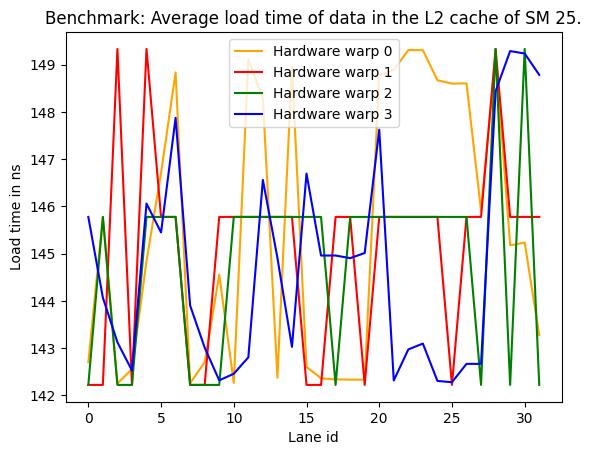 Benchmark: Average load time of data in the L2 cache of SM 25.
Hardware warp 0
Hardware warp 1
Hardware warp 2
Hardware warp 3
149
148
147
146
145
144
143
142
Load time in ns
0 5 10 15 20 25 30
Lane id